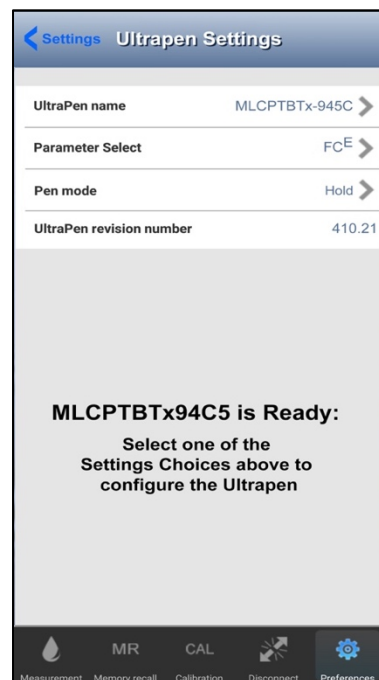 Settings Ultrapen Settings
UltraPen name MLCPTBTx-945C
Parameter Select FCᴱ
Pen mode Hold
UltraPen revision number 410.21
MLCPTBTx94C5 is Ready:
Select one of the
Settings Choices above to
configure the Ultrapen
MR CAL
Measurement Memory recall Calibration Disconnect Preferences